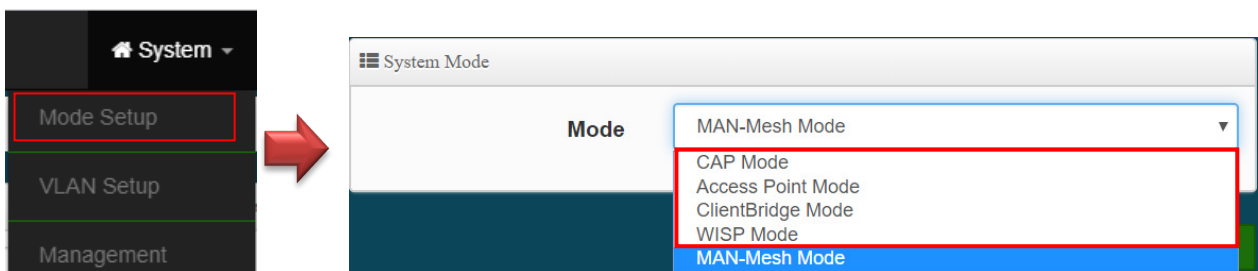 System
Mode Setup
VLAN Setup
Management
System Mode
Mode
MAN-Mesh Mode
CAP Mode
Access Point Mode
ClientBridge Mode
WISP Mode
MAN-Mesh Mode